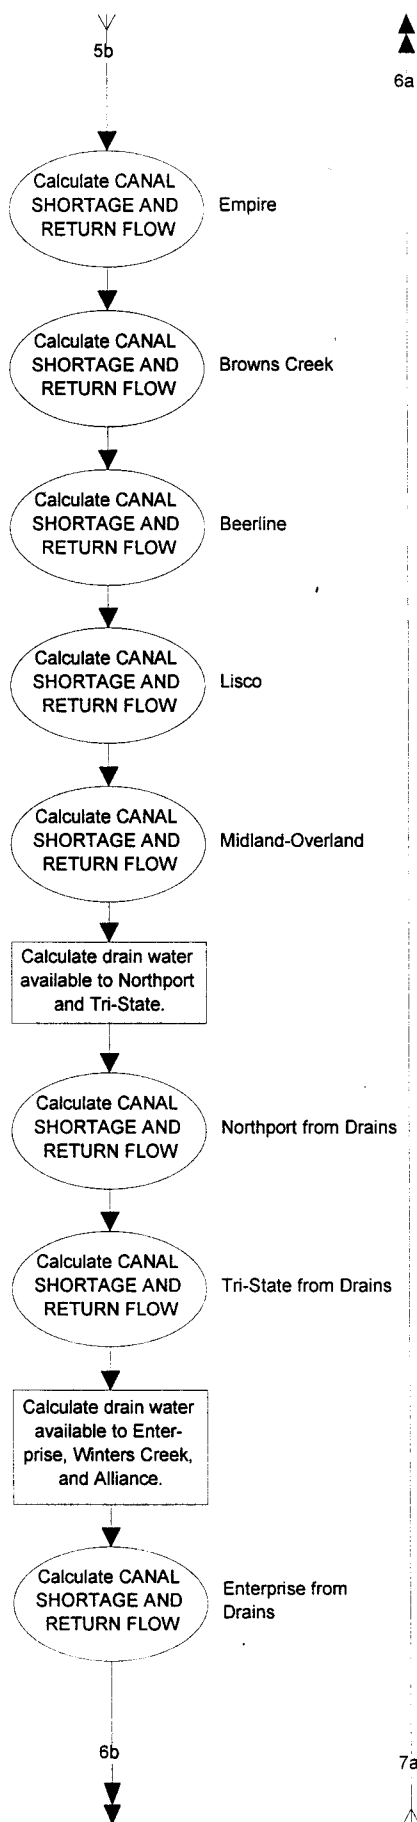 5b
6a
Calculate CANAL
SHORTAGE AND
RETURN FLOW
Empire
Calculate CANAL
SHORTAGE AND
RETURN FLOW
Browns Creek
Calculate CANAL
SHORTAGE AND
RETURN FLOW
Beerline
Calculate CANAL
SHORTAGE AND
RETURN FLOW
Lisco
Calculate CANAL
SHORTAGE AND
RETURN FLOW
Midland-Overland
Calculate drain water
available to Northport
and Tri-State.
Calculate CANAL
SHORTAGE AND
RETURN FLOW
Northport from Drains
Calculate CANAL
SHORTAGE AND
RETURN FLOW
Tri-State from Drains
Calculate drain water
available to Enter-
prise, Winters Creek,
and Alliance.
Calculate CANAL
SHORTAGE AND
RETURN FLOW
Enterprise from
Drains
6b
7a